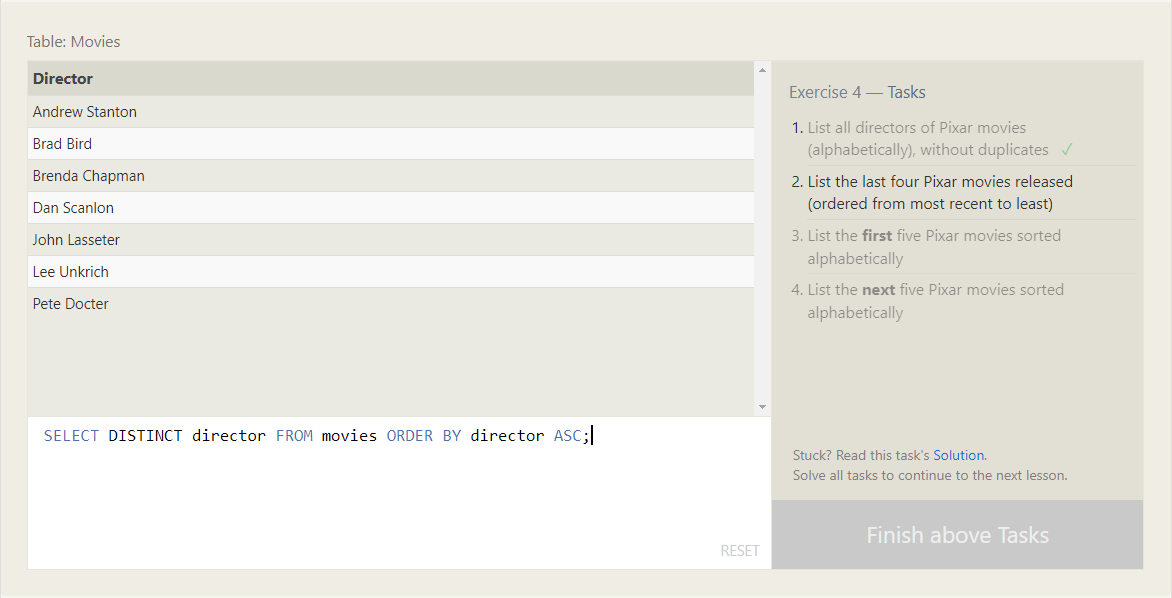 Table: Movies
Director
Andrew Stanton
Brad Bird
Brenda Chapman
Dan Scanlon
John Lasseter
Lee Unkrich
Pete Docter
SELECT DISTINCT director FROM movies ORDER BY director ASC;
RESET
Exercise 4 — Tasks
1. List all directors of Pixar movies
(alphabetically), without duplicates ✓
2. List the last four Pixar movies released
(ordered from most recent to least)
3. List the first five Pixar movies sorted
alphabetically
4. List the next five Pixar movies sorted
alphabetically
Stuck? Read this task's Solution.
Solve all tasks to continue to the next lesson.
Finish above Tasks